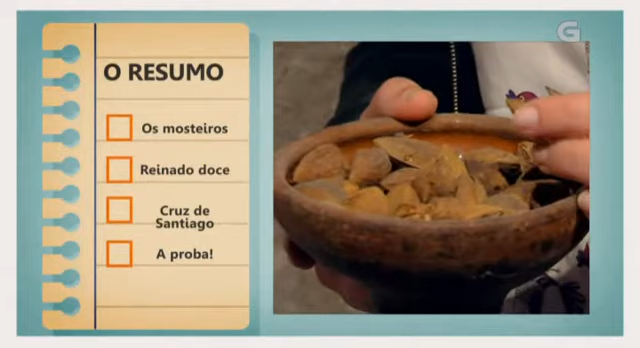 G
O RESUMO
Os mosteiros
Reinado doce
Cruz de
Santiago
A proba!